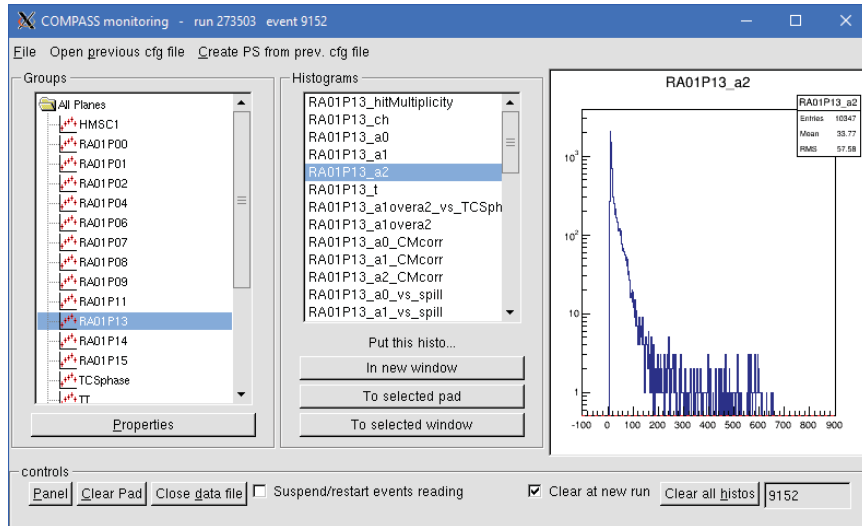 COMPASS monitoring - run 273503 event 9152
File Open previous cfg file Create PS from prev. cfg file
Groups
All Planes
HMSC1
RA01P00
RA01P01
RA01P02
RA01P04
RA01P06
RA01P07
RA01P08
RA01P09
RA01P11
RA01P13
RA01P14
RA01P15
TCSphase
TT
Properties
Histograms
RA01P13_hitMultiplicity
RA01P13_ch
RA01P13_a0
RA01P13_a1
RA01P13_a2
RA01P13_t
RA01P13_a1overa2_vs_TCSph
RA01P13_a1overa2
RA01P13_a0_CMcorr
RA01P13_a1_CMcorr
RA01P13_a2_CMcorr
RA01P13_a0_vs_spill
RA01P13_a1_vs_spill
Put this histo...
In new window
To selected pad
To selected window
RA01P13_a2
RA01P13_a2
Entries 10347
Mean 33.77
RMS 57.58
10³
10²
10
1
-100 0 100 200 300 400 500 600 700 800 900
controls
Panel Clear Pad Close data file Suspend/restart events reading Clear at new run Clear all histos 9152